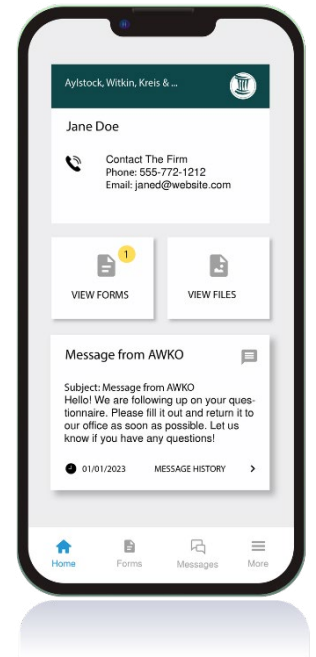 Aylstock, Witkin, Kreis & ...
Jane Doe
Contact The Firm
Phone: 555-772-1212
Email: janed@website.com
1
VIEW FORMS
VIEW FILES
Message from AWKO
Subject: Message from AWKO
Hello! We are following up on your ques-
tionnaire. Please fill it out and return it to
our office as soon as possible. Let us
know if you have any questions!
01/01/2023 MESSAGE HISTORY >
Home Forms Messages More